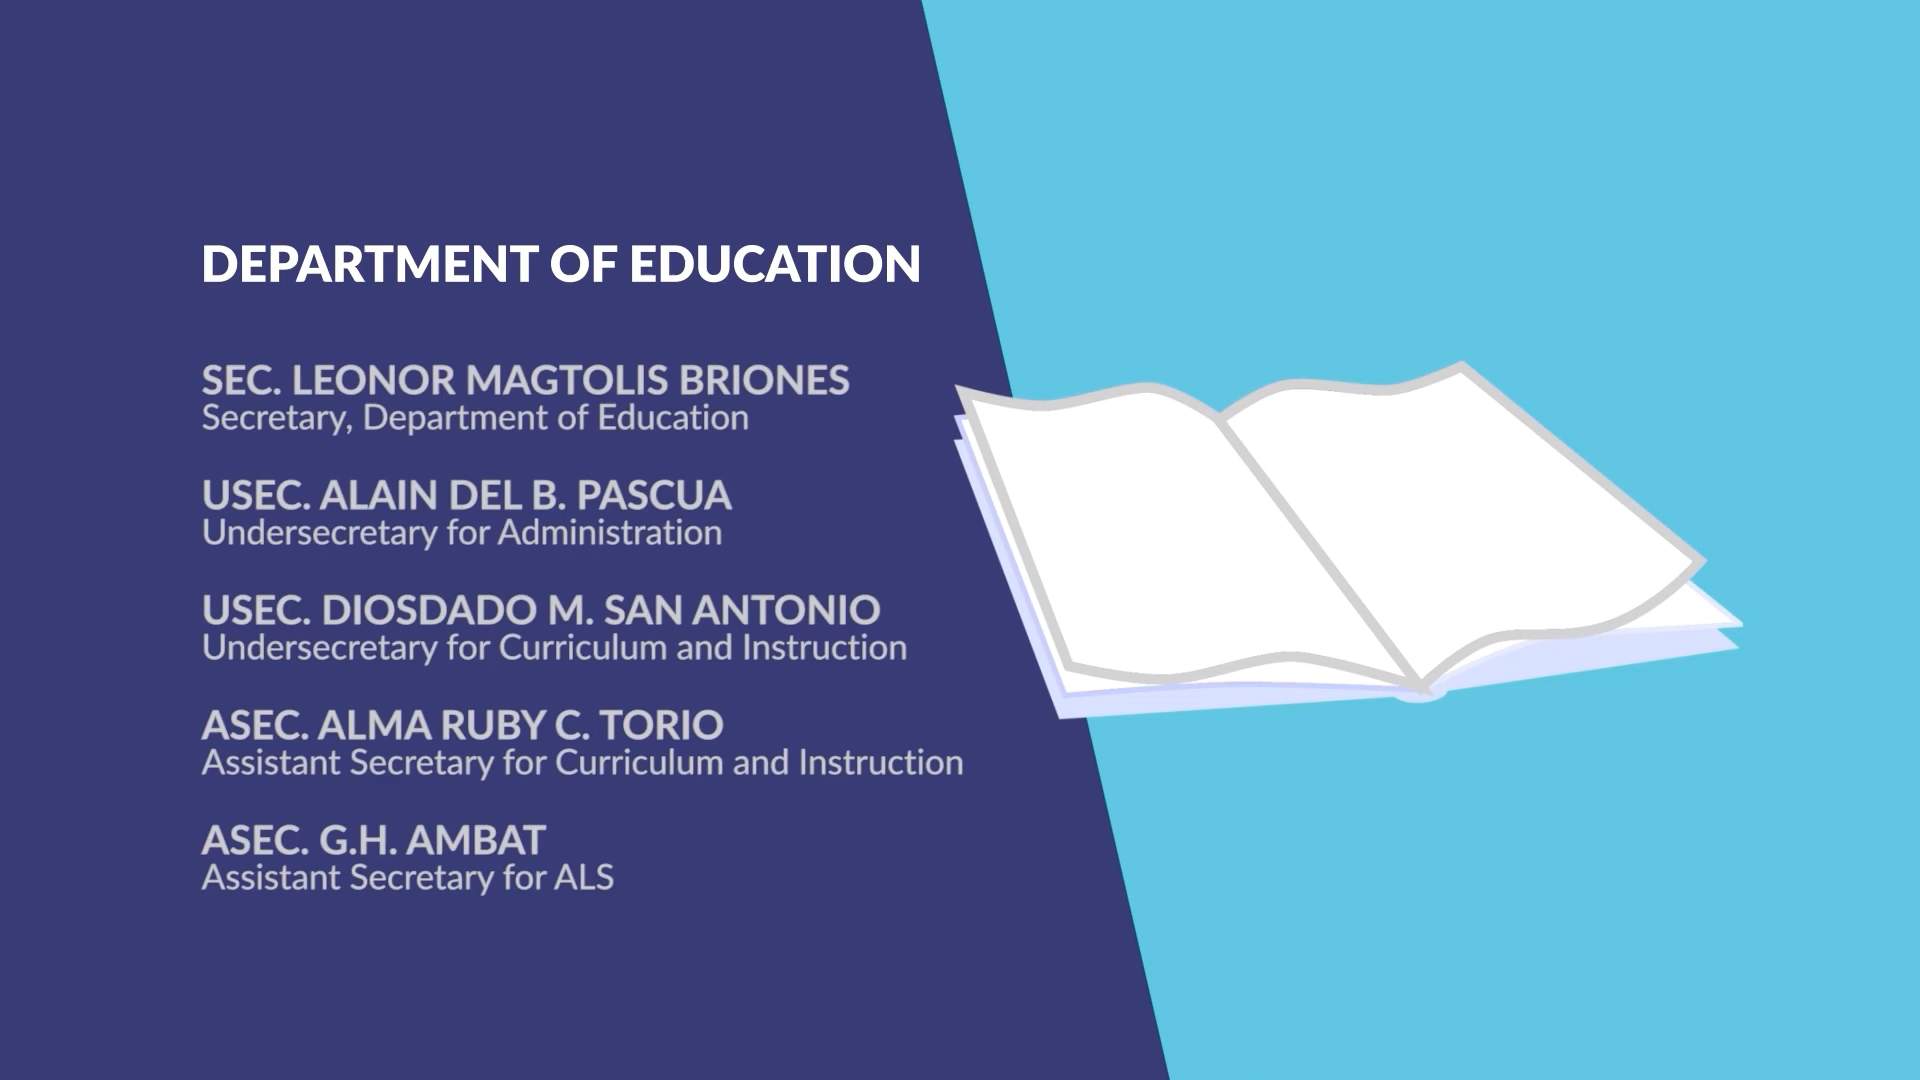 DEPARTMENT OF EDUCATION
SEC. LEONOR MAGTOLIS BRIONES
Secretary, Department of Education
USEC. ALAIN DEL B. PASCUA
Undersecretary for Administration
USEC. DIOSDADO M. SAN ANTONIO
Undersecretary for Curriculum and Instruction
ASEC. ALMA RUBY C. TORIO
Assistant Secretary for Curriculum and Instruction
ASEC. G.H. AMBAT
Assistant Secretary for ALS